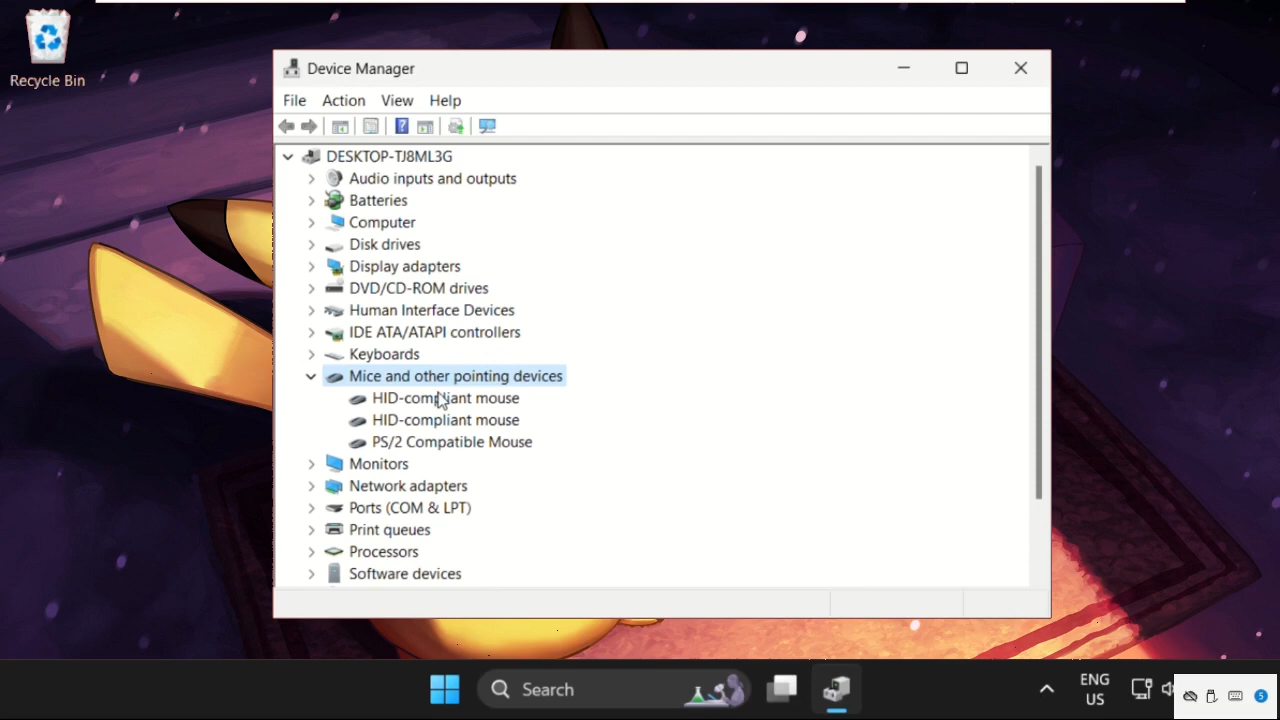 Recycle Bin
Device Manager
File Action View Help
DESKTOP-TJ8ML3G
Audio inputs and outputs
Batteries
Computer
Disk drives
Display adapters
DVD/CD-ROM drives
Human Interface Devices
IDE ATA/ATAPI controllers
Keyboards
Mice and other pointing devices
HID-compliant mouse
HID-compliant mouse
PS/2 Compatible Mouse
Monitors
Network adapters
Ports (COM & LPT)
Print queues
Processors
Software devices
Search
ENG
US
5